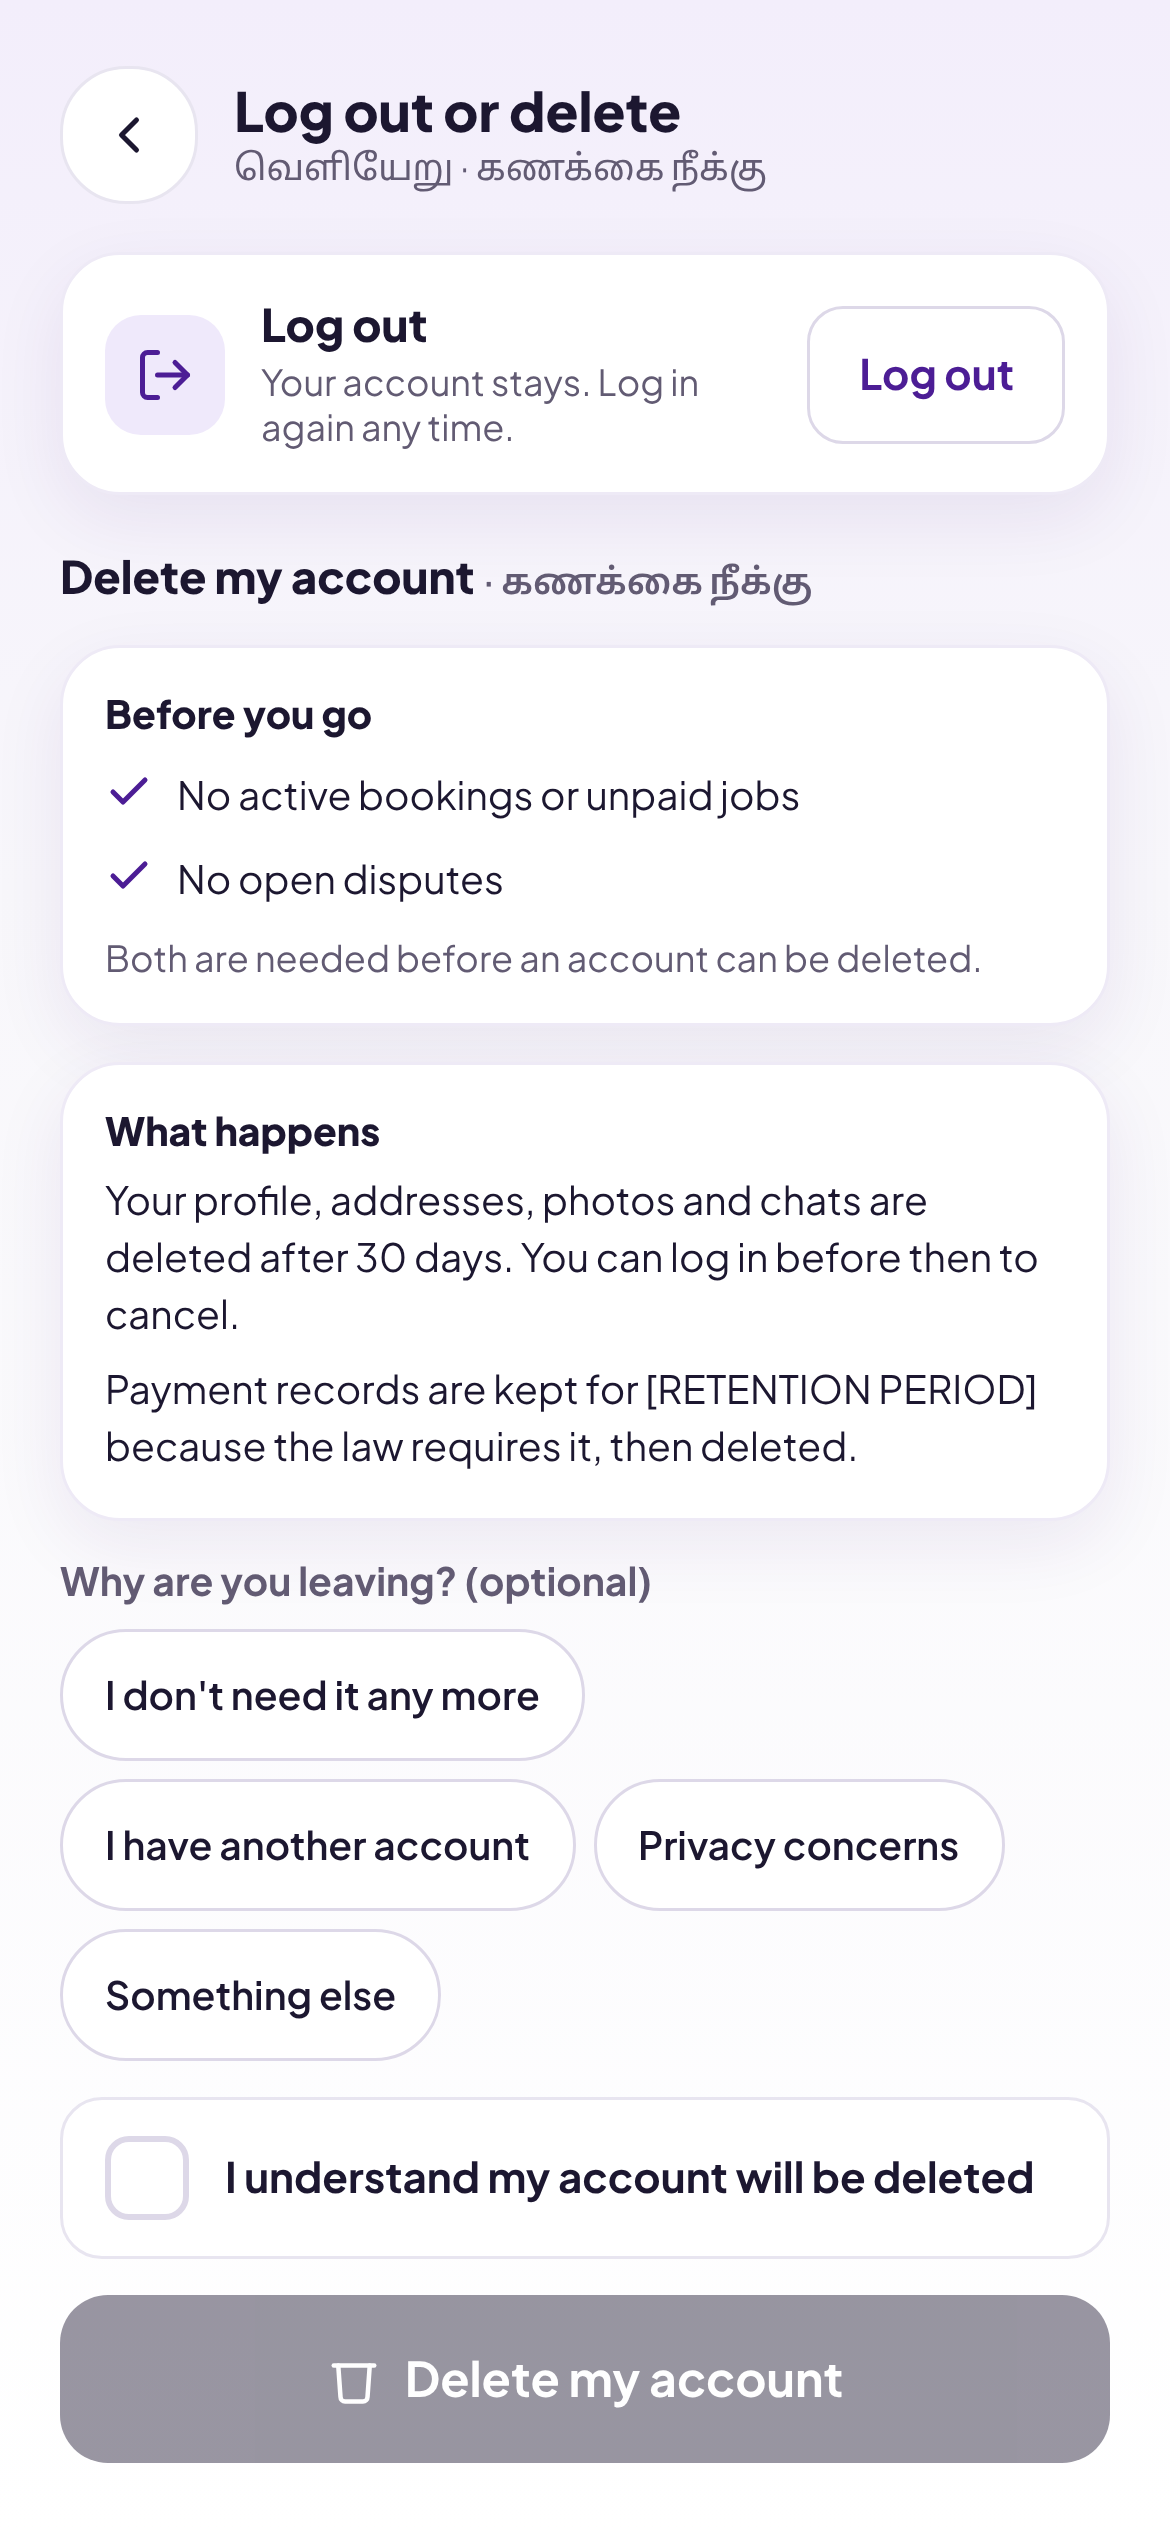 Log out or delete
வெளியேறு · கணக்கை நீக்கு
Log out
Your account stays. Log in
again any time.
Log out
Delete my account · கணக்கை நீக்கு
Before you go
No active bookings or unpaid jobs
No open disputes
Both are needed before an account can be deleted.
What happens
Your profile, addresses, photos and chats are
deleted after 30 days. You can log in before then to
cancel.
Payment records are kept for [RETENTION PERIOD]
because the law requires it, then deleted.
Why are you leaving? (optional)
I don't need it any more
I have another account
Privacy concerns
Something else
I understand my account will be deleted
Delete my account